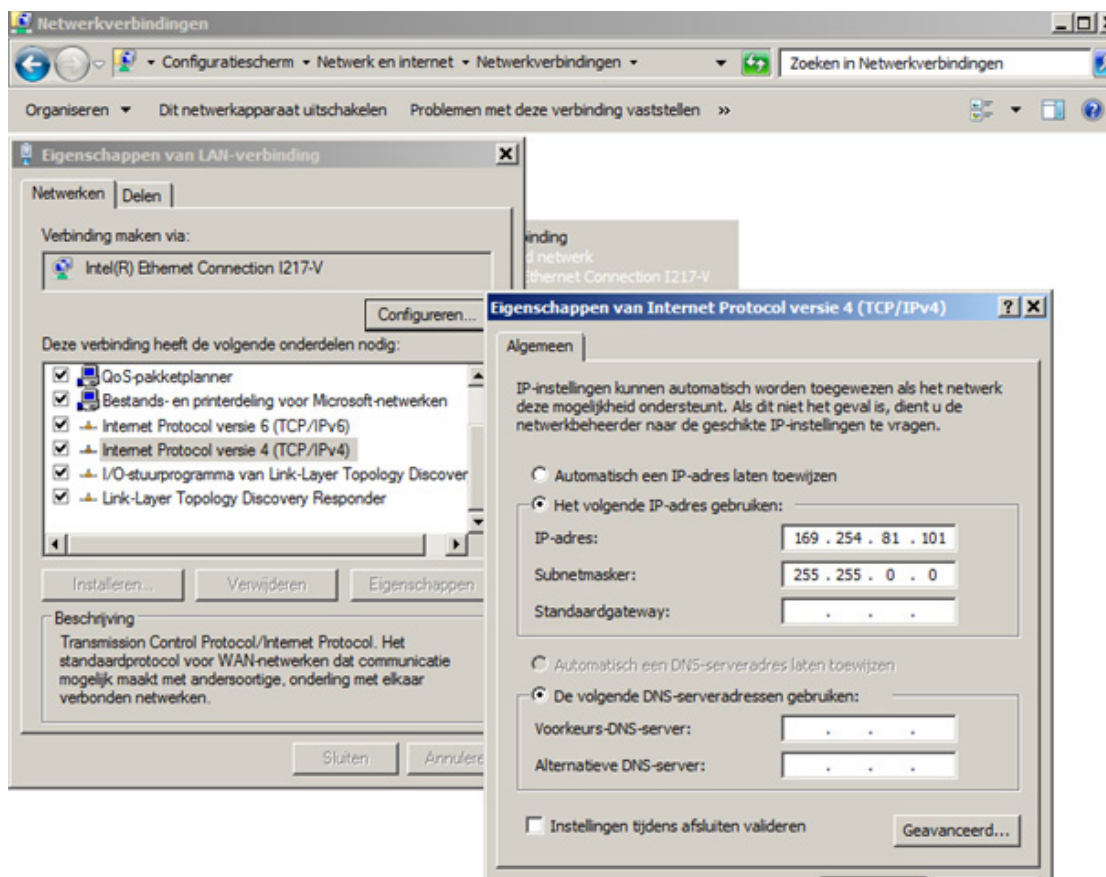 Netwerkverbindingen
Configuratiescherm Netwerk en internet Netwerkverbindingen
Zoeken in Netwerkverbindingen
Organiseren Dit netwerkapparaat uitschakelen Problemen met deze verbinding vaststellen »
Eigenschappen van LAN-verbinding
Netwerken Delen
Verbinding maken via:
Intel(R) Ethernet Connection I217-V
Configureren...
Deze verbinding heeft de volgende onderdelen nodig:
QoS-pakketplanner
Bestands- en printerdeling voor Microsoft-netwerken
Internet Protocol versie 6 (TCP/IPv6)
Internet Protocol versie 4 (TCP/IPv4)
I/O-stuurprogramma van Link-Layer Topology Discover
Link-Layer Topology Discovery Responder
Installeren... Verwijderen Eigenschappen
Beschrijving
Transmission Control Protocol/Internet Protocol. Het
standaardprotocol voor WAN-netwerken dat communicatie
mogelijk maakt met andersoortige, onderling met elkaar
verbonden netwerken.
Sluiten Annulere
inding
d netwerk
thernet Connection I217-V
Eigenschappen van Internet Protocol versie 4 (TCP/IPv4)
Algemeen
IP-instellingen kunnen automatisch worden toegewezen als het netwerk
deze mogelijkheid ondersteunt. Als dit niet het geval is, dient u de
netwerkbeheerder naar de geschikte IP-instellingen te vragen.
Automatisch een IP-adres laten toewijzen
Het volgende IP-adres gebruiken:
IP-adres: 169 . 254 . 81 . 101
Subnetmasker: 255 . 255 . 0 . 0
Standaardgateway: . . .
Automatisch een DNS-serveradres laten toewijzen
De volgende DNS-serveradressen gebruiken:
Voorkeurs-DNS-server: . . .
Alternatieve DNS-server: . . .
Instellingen tijdens afsluiten valideren
Geavanceerd...